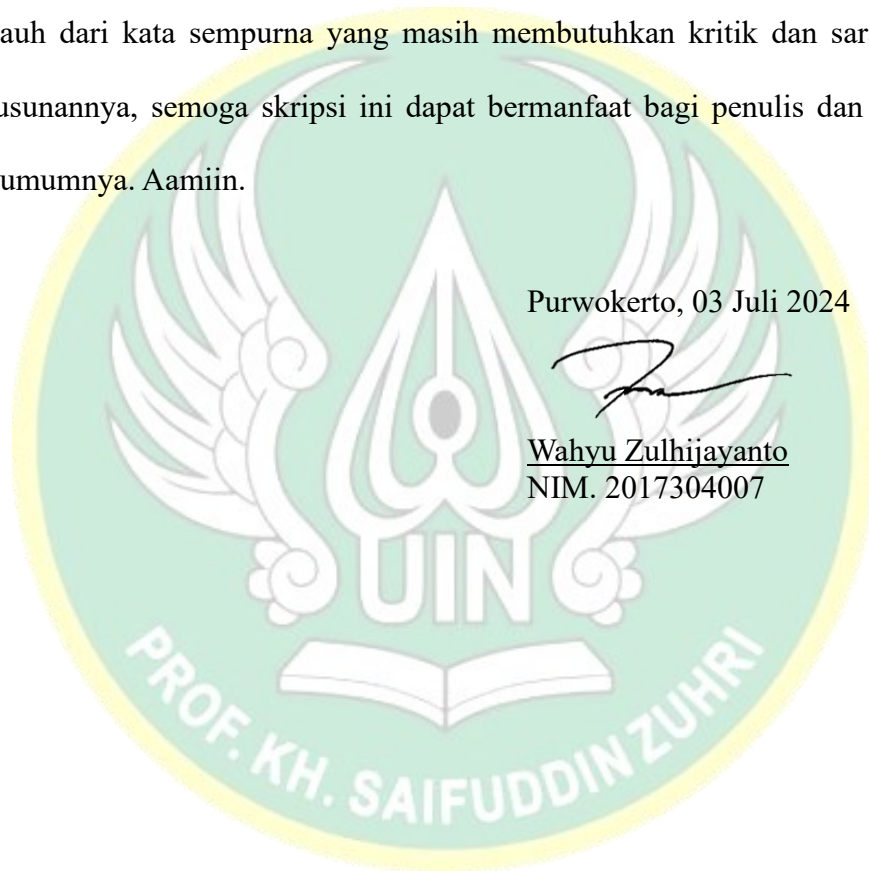 auh dari kata sempurna yang masih membutuhkan kritik dan sar
usunannya, semoga skripsi ini dapat bermanfaat bagi penulis dan
umumnya. Aamiin.
Purwokerto, 03 Juli 2024
Wahyu Zulhijayanto
NIM. 2017304007
UIN
PROF. KH. SAIFUDDIN ZUHRI